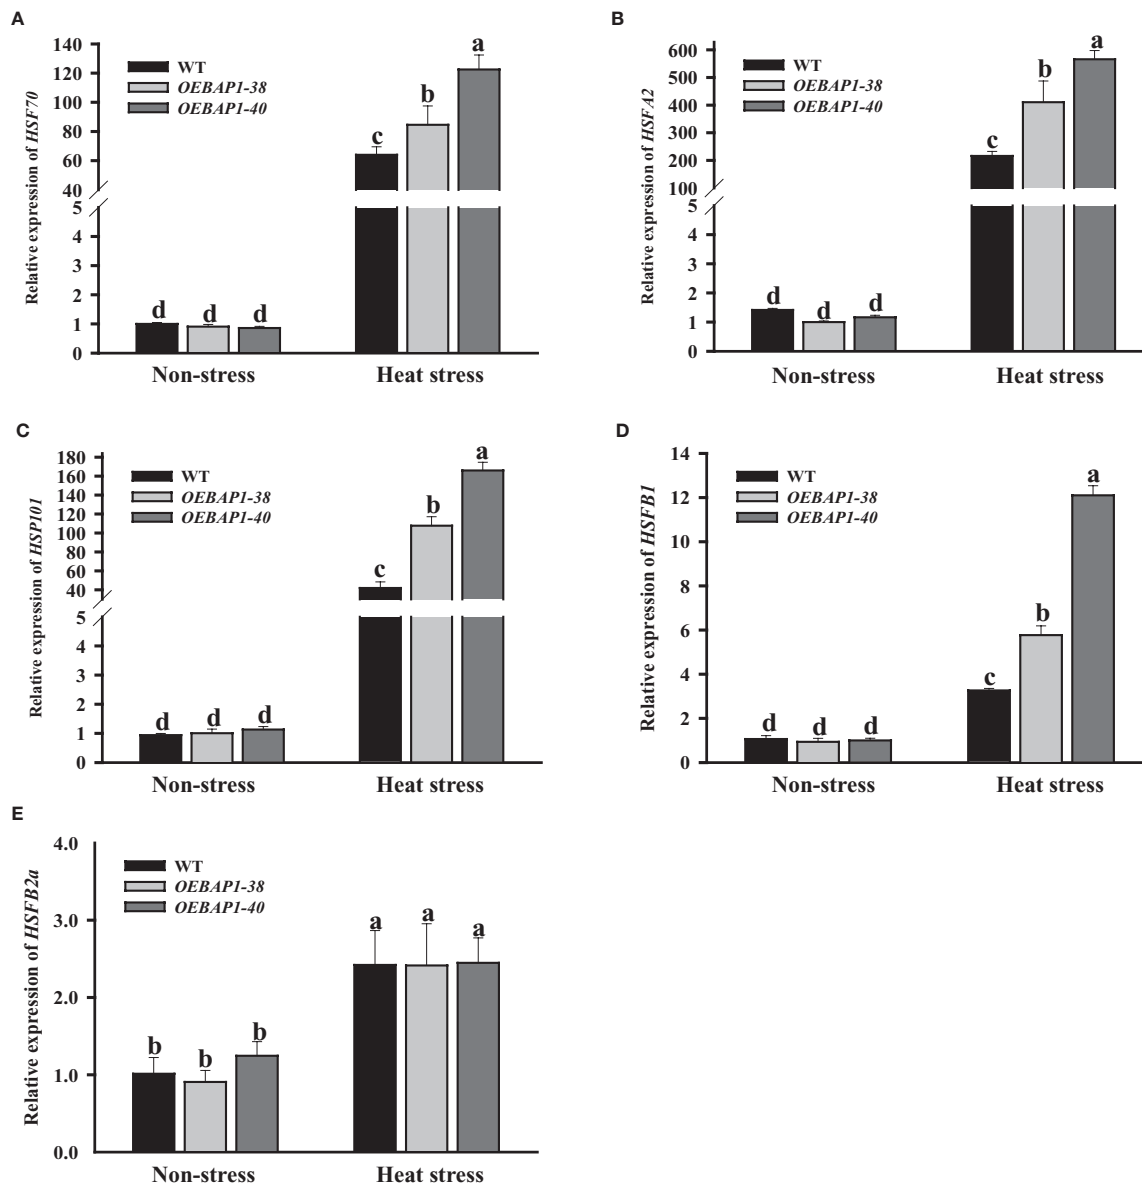 A
Relative expression of HSF70
140
120
100
80
60
40
5
4
3
2
1
0
WT
OEBAP1-38
OEBAP1-40
d
d
d
c
b
a
Non-stress
Heat stress
B
Relative expression of HSFA2
600
500
400
300
200
100
5
4
3
2
1
0
WT
OEBAP1-38
OEBAP1-40
d
d
d
c
b
a
Non-stress
Heat stress
C
Relative expression of HSP101
180
160
140
120
100
80
60
40
5
4
3
2
1
0
WT
OEBAP1-38
OEBAP1-40
d
d
d
c
b
a
Non-stress
Heat stress
D
Relative expression of HSFB1
14
12
10
8
6
4
2
0
WT
OEBAP1-38
OEBAP1-40
d
d
d
c
b
a
Non-stress
Heat stress
E
Relative expression of HSFB2a
4.0
3.0
2.0
1.0
0.0
WT
OEBAP1-38
OEBAP1-40
b
b
b
a
a
a
Non-stress
Heat stress